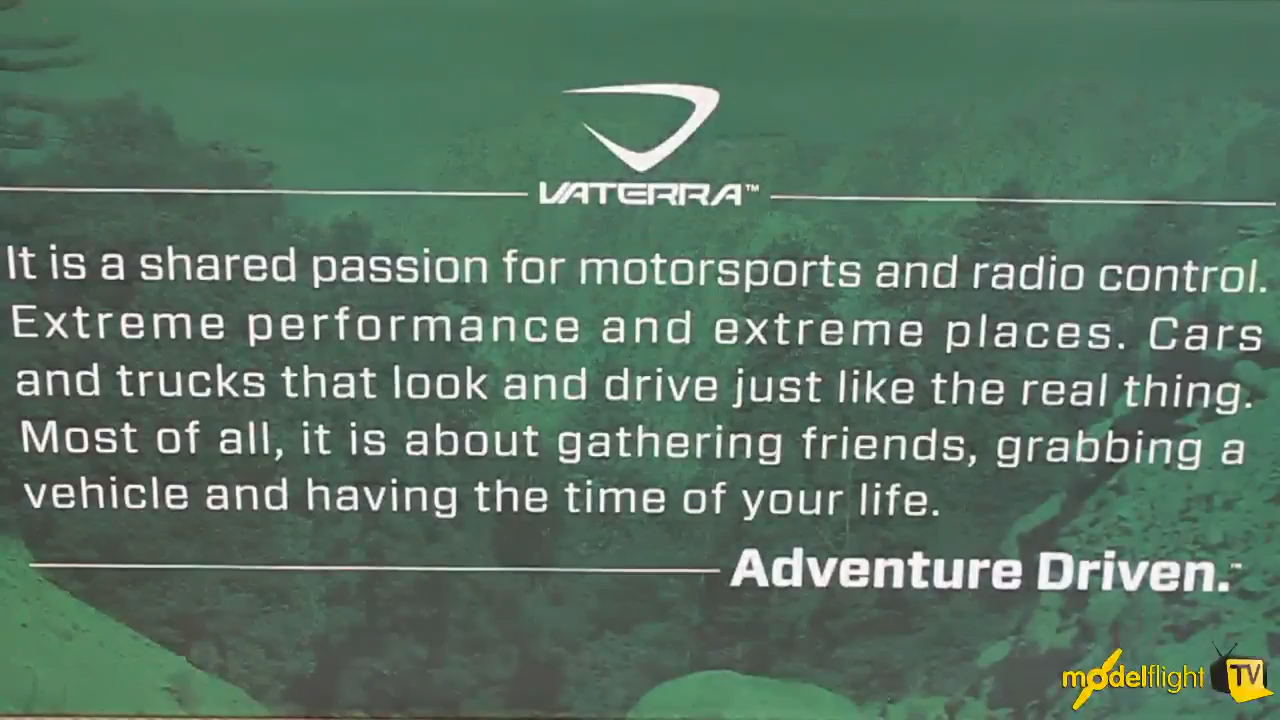 VATERRA™
It is a shared passion for motorsports and radio control.
Extreme performance and extreme places. Cars
and trucks that look and drive just like the real thing.
Most of all, it is about gathering friends, grabbing a
vehicle and having the time of your life.
Adventure Driven.™
modelflight TV